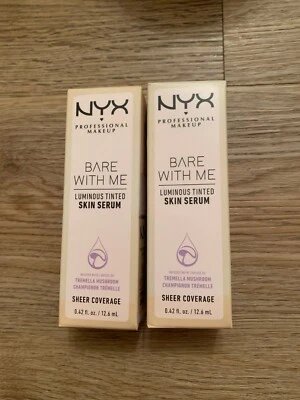 NYX
PROFESSIONAL
MAKEUP
BARE
WITH ME
LUMINOUS TINTED
SKIN SERUM
TREMELLA MUSHROOM
CHAMPIGNON TRÉMELLE
SHEER COVERAGE
0.42 fl. oz. / 12.6 mL
NYX
PROFESSIONAL
MAKEUP
BARE
WITH ME
LUMINOUS TINTED
SKIN SERUM
TREMELLA MUSHROOM
CHAMPIGNON TRÉMELLE
SHEER COVERAGE
0.42 fl. oz. / 12.6 mL